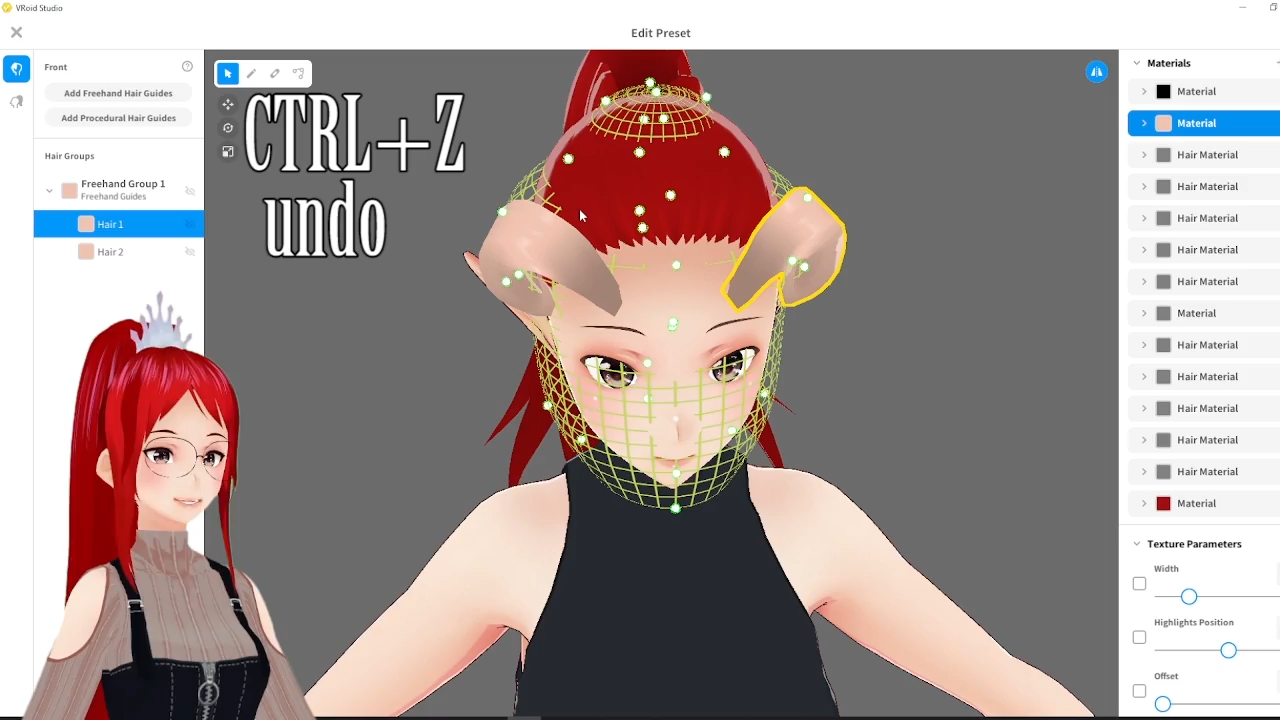 VRoid Studio
Edit Preset
Front
Add Freehand Hair Guides
Add Procedural Hair Guides
Hair Groups
Freehand Group 1
Freehand Guides
Hair 1
Hair 2
CTRL+Z
undo
Materials
Material
Material
Hair Material
Hair Material
Hair Material
Hair Material
Hair Material
Material
Hair Material
Hair Material
Hair Material
Hair Material
Hair Material
Material
Texture Parameters
Width
Highlights Position
Offset